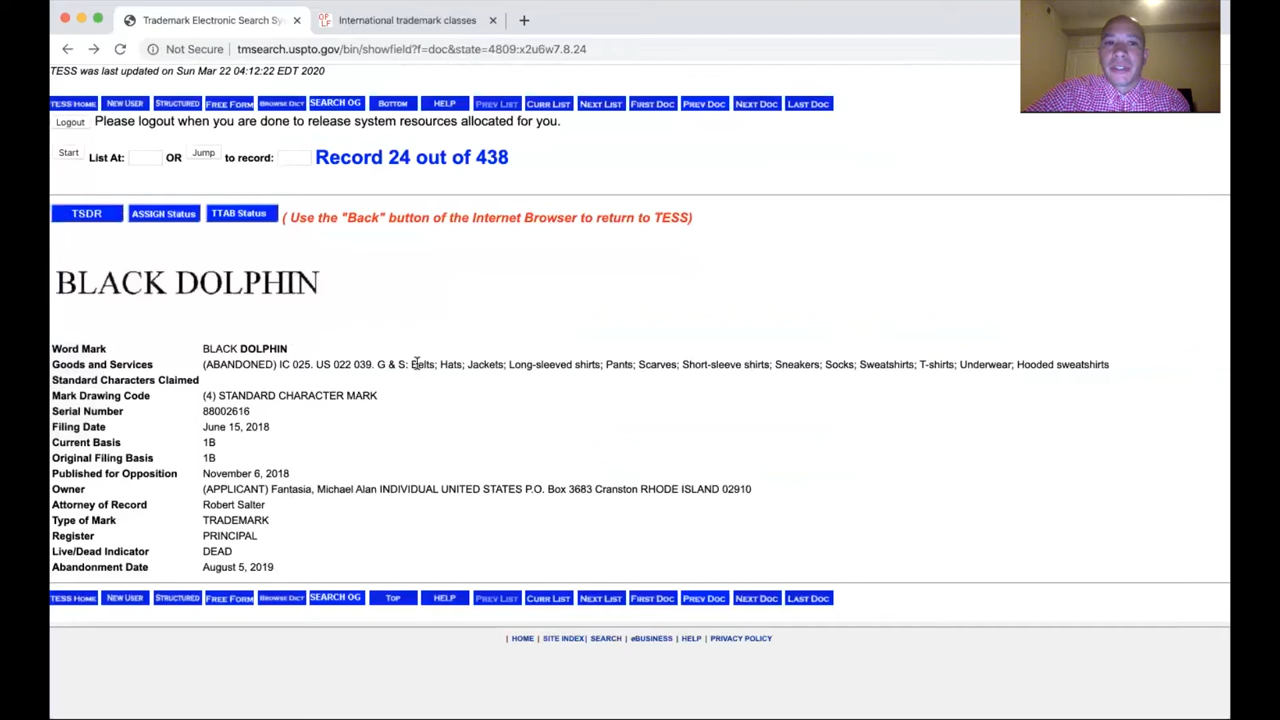 Trademark Electronic Search Sy
International trademark classes
Not Secure tmsearch.uspto.gov/bin/showfield?f=doc&state=4809:x2u6w7.8.24
TESS was last updated on Sun Mar 22 04:12:22 EDT 2020
TESS HOME NEW USER STRUCTURED FREE FORM BROWSE DICT SEARCH OG BOTTOM HELP PREV LIST CURR LIST NEXT LIST FIRST DOC PREV DOC NEXT DOC LAST DOC
Logout Please logout when you are done to release system resources allocated for you.
Start List At: OR Jump to record: Record 24 out of 438
TSDR ASSIGN Status TTAB Status ( Use the "Back" button of the Internet Browser to return to TESS)
BLACK DOLPHIN
Word Mark BLACK DOLPHIN
Goods and Services (ABANDONED) IC 025. US 022 039. G & S: Belts; Hats; Jackets; Long-sleeved shirts; Pants; Scarves; Short-sleeve shirts; Sneakers; Socks; Sweatshirts; T-shirts; Underwear; Hooded sweatshirts
Standard Characters Claimed
Mark Drawing Code (4) STANDARD CHARACTER MARK
Serial Number 88002616
Filing Date June 15, 2018
Current Basis 1B
Original Filing Basis 1B
Published for Opposition November 6, 2018
Owner (APPLICANT) Fantasia, Michael Alan INDIVIDUAL UNITED STATES P.O. Box 3683 Cranston RHODE ISLAND 02910
Attorney of Record Robert Salter
Type of Mark TRADEMARK
Register PRINCIPAL
Live/Dead Indicator DEAD
Abandonment Date August 5, 2019
TESS HOME NEW USER STRUCTURED FREE FORM BROWSE DICT SEARCH OG TOP HELP PREV LIST CURR LIST NEXT LIST FIRST DOC PREV DOC NEXT DOC LAST DOC
| HOME | SITE INDEX | SEARCH | eBUSINESS | HELP | PRIVACY POLICY